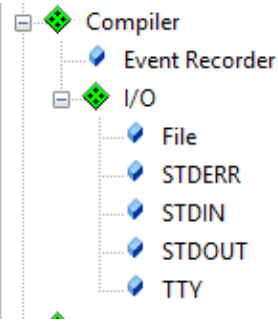 Compiler
Event Recorder
I/O
File
STDERR
STDIN
STDOUT
TTY